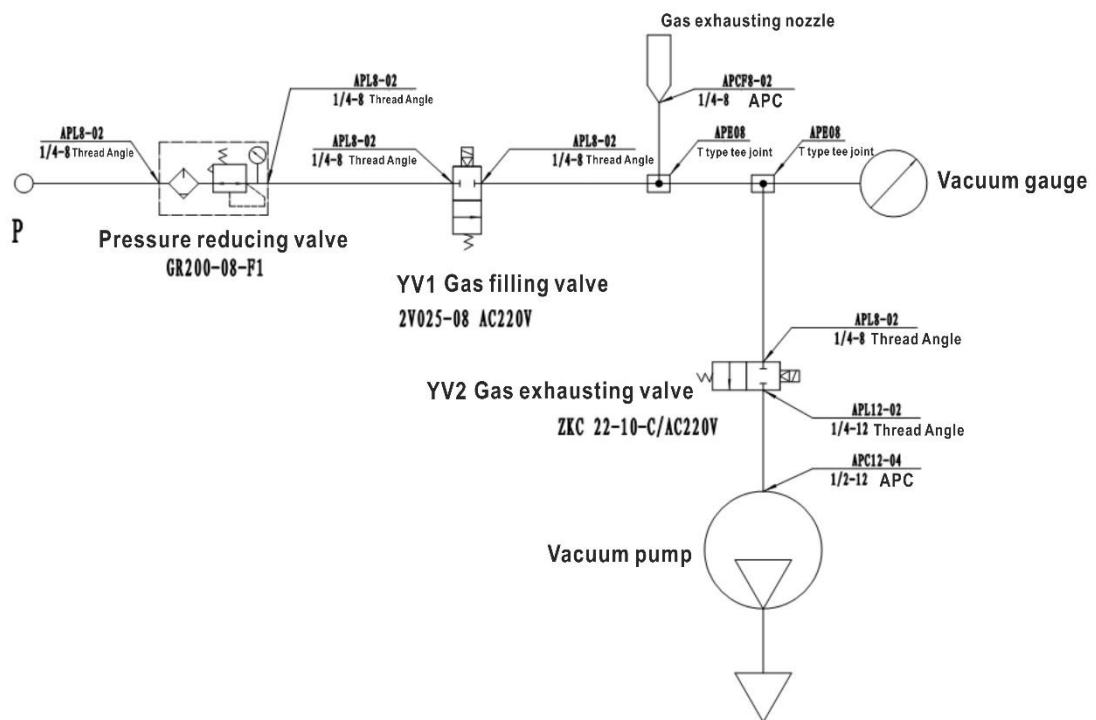 Gas exhausting nozzle
APL8-02
1/4-8 Thread Angle
APCF8-02
1/4-8 APC
APL8-02
1/4-8 Thread Angle
APL8-02
1/4-8 Thread Angle
APL8-02
1/4-8 Thread Angle
APE08
T type tee joint
APE08
T type tee joint
P
Pressure reducing valve
GR200-08-F1
Vacuum gauge
YV1 Gas filling valve
2V025-08 AC220V
APL8-02
1/4-8 Thread Angle
YV2 Gas exhausting valve
ZKC 22-10-C/AC220V
APL12-02
1/4-12 Thread Angle
APC12-04
1/2-12 APC
Vacuum pump